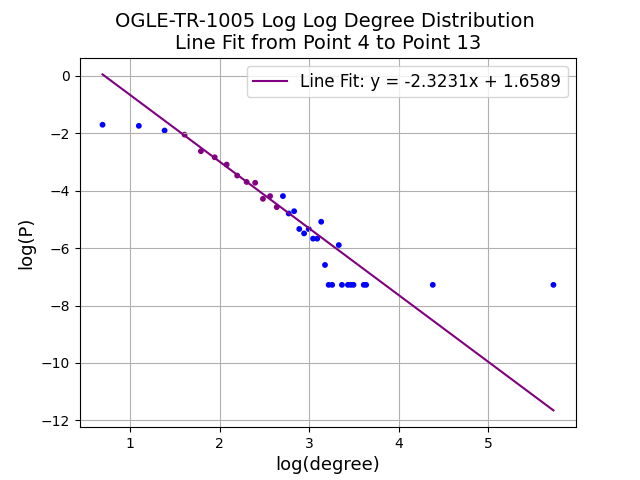 OGLE-TR-1005 Log Log Degree Distribution
Line Fit from Point 4 to Point 13
Line Fit: y = -2.3231x + 1.6589
0
−2
−4
−6
−8
−10
−12
log(P)
1 2 3 4 5
log(degree)